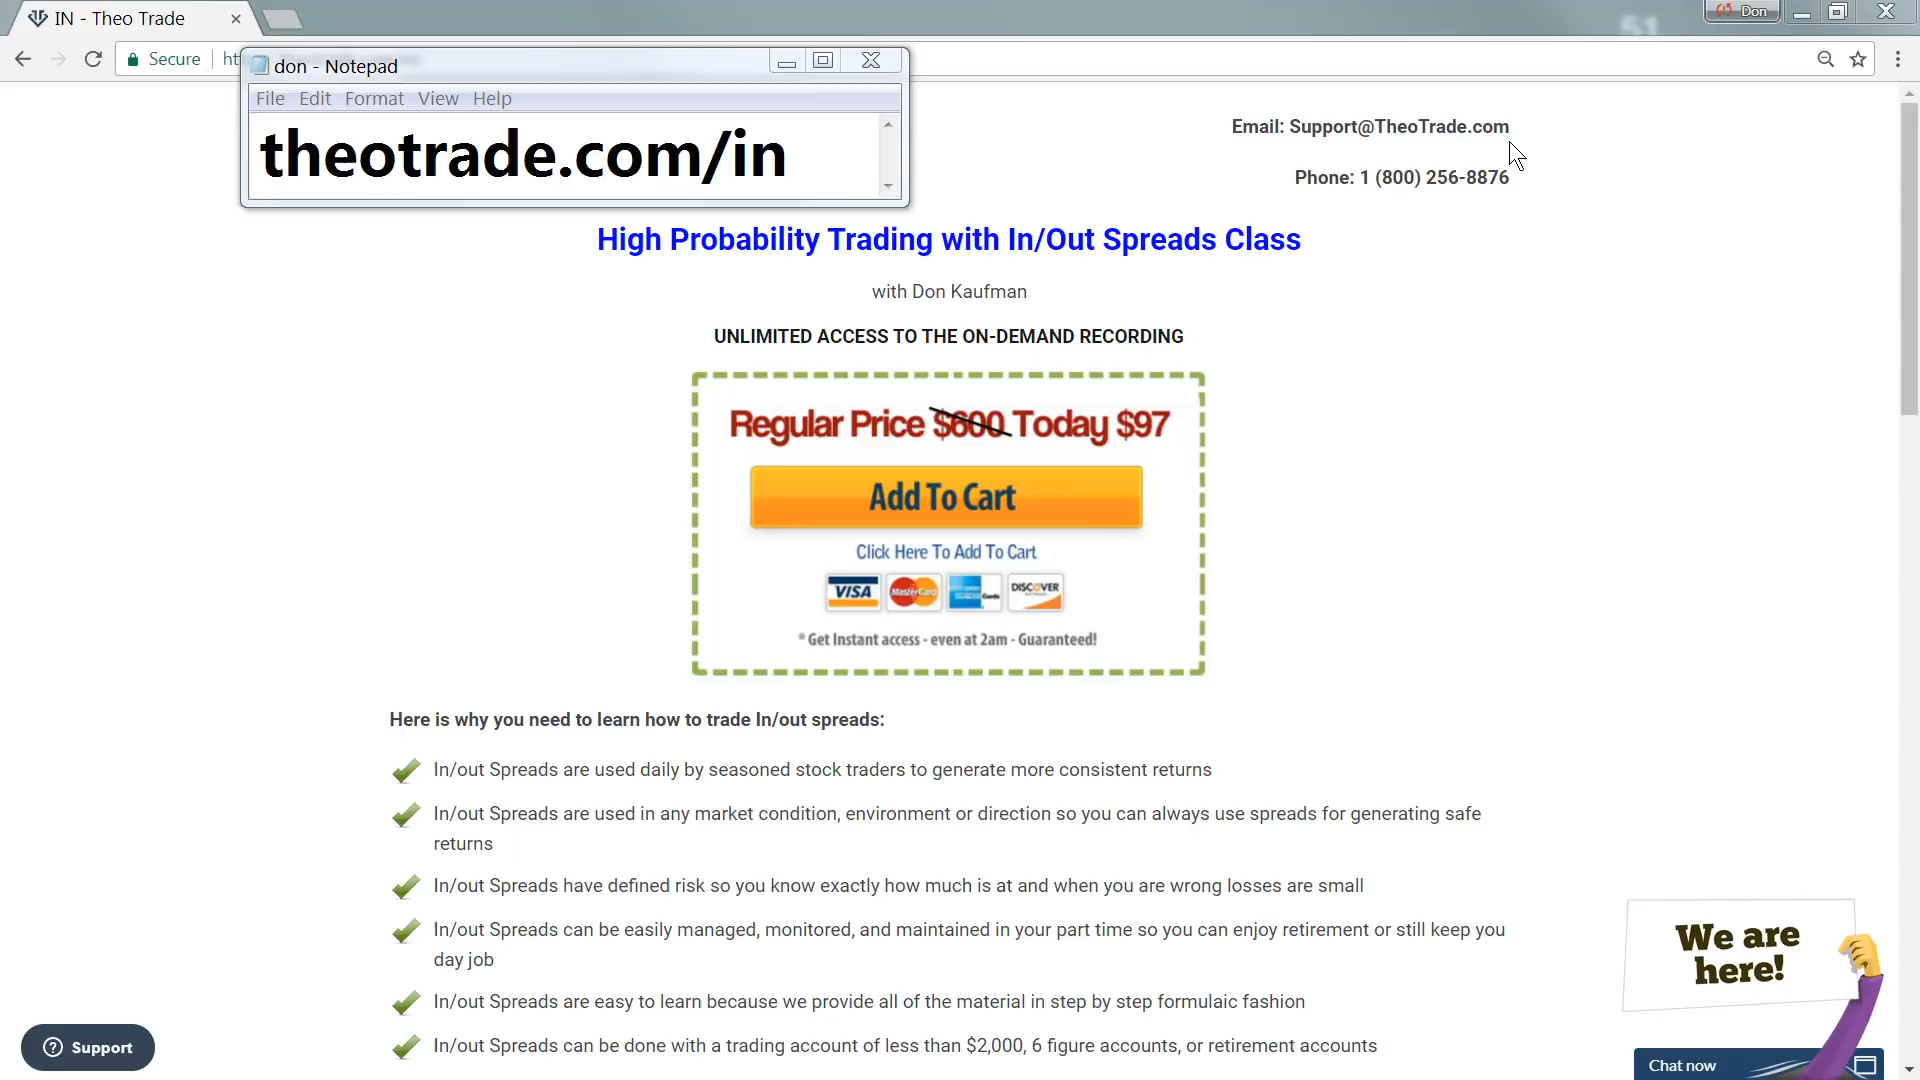 IN - Theo Trade
Don
Secure
don - Notepad
File Edit Format View Help
theotrade.com/in
Email: Support@TheoTrade.com
Phone: 1 (800) 256-8876
High Probability Trading with In/Out Spreads Class
with Don Kaufman
UNLIMITED ACCESS TO THE ON-DEMAND RECORDING
Regular Price $600 Today $97
Add To Cart
Click Here To Add To Cart
VISA MasterCard DISCOVER
* Get Instant access - even at 2am - Guaranteed!
Here is why you need to learn how to trade In/out spreads:
In/out Spreads are used daily by seasoned stock traders to generate more consistent returns
In/out Spreads are used in any market condition, environment or direction so you can always use spreads for generating safe
returns
In/out Spreads have defined risk so you know exactly how much is at and when you are wrong losses are small
In/out Spreads can be easily managed, monitored, and maintained in your part time so you can enjoy retirement or still keep you
day job
In/out Spreads are easy to learn because we provide all of the material in step by step formulaic fashion
In/out Spreads can be done with a trading account of less than $2,000, 6 figure accounts, or retirement accounts
We are
here!
Support
Chat now